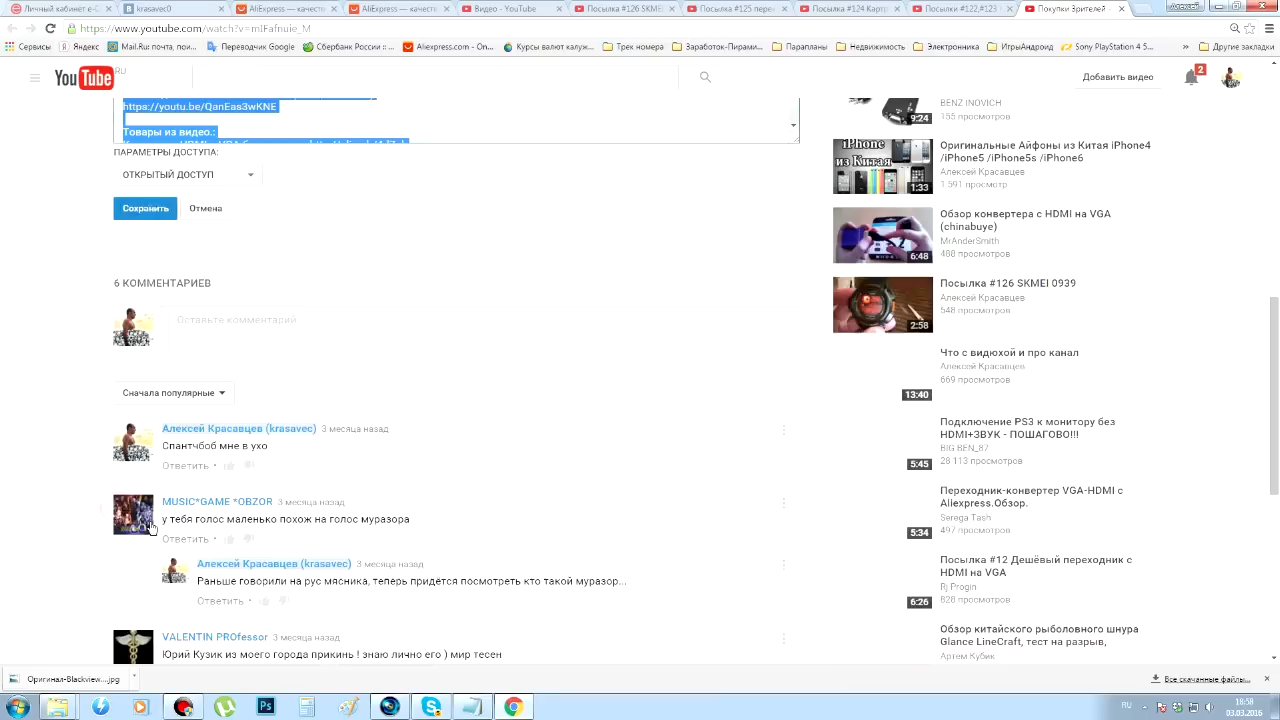 Личный кабинет e
krasavec0
AliExpress — качеств
AliExpress — качеств
Видео - YouTube
Посылка #126 SKME
Посылка #125 пере
Посылка #124 Картр
Посылка #122,#123
Покупки Зрителей -
https://www.youtube.com/watch?v=
Сервисы
Яндекс
Mail.Ru: почта, пои...
Переводчик Google
Сбербанк России :: ...
Aliexpress.com - On...
Курсы валют калуж...
Трек номера
Заработок-Пирами...
Парапланы
Недвижимость
Электроника
ИгрыАндройд
Sony Playstation 4 5...
Другие закладки
YouTube RU
Добавить видео
2
https://youtu.be/QanEas3wKNE
Товары из видео.:
ПАРАМЕТРЫ ДОСТУПА:
ОТКРЫТЫЙ ДОСТУП
Сохранить
Отмена
6 КОММЕНТАРИЕВ
Оставьте комментарий
Сначала популярные
Алексей Красавцев (krasavec) 3 месяца назад
Спантчбоб мне в ухо
Ответить •
MUSIC*GAME *OBZOR 3 месяца назад
у тебя голос маленько похож на голос муразора
Ответить •
Алексей Красавцев (krasavec) 3 месяца назад
Раньше говорили на рус мясника, теперь придётся посмотреть кто такой муразор...
Ответить •
VALENTIN PROfessor 3 месяца назад
Юрий Кузик из моего города прикинь ! знаю лично его ) мир тесен
BENZ INOVICH
155 просмотров
9:24
iPhone
из Китая
1:33
Оригинальные Айфоны из Китая iPhone4
/iPhone5 /iPhone5s /iPhone6
Алексей Красавцев
1 591 просмотр
6:48
Обзор конвертера с HDMI на VGA
(chinabuye)
MrAnderSmith
488 просмотров
2:58
Посылка #126 SKMEI 0939
Алексей Красавцев
548 просмотров
13:40
Что с видюхой и про канал
Алексей Красавцев
669 просмотров
5:45
Подключение PS3 к монитору без
HDMI+ЗВУК - ПОШАГОВО!!!
BIG BEN_87
28 113 просмотров
5:34
Переходник-конвертер VGA-HDMI с
Aliexpress.Обзор.
Serega Tash
497 просмотров
6:26
Посылка #12 Дешёвый переходник с
HDMI на VGA
Rj Progin
828 просмотров
Обзор китайского рыболовного шнура
Glance LineCraft, тест на разрыв,
Артем Кубик
Оригинал-Blackview....jpg
Все скачанные файлы...
RU
16:58
03.03.2016